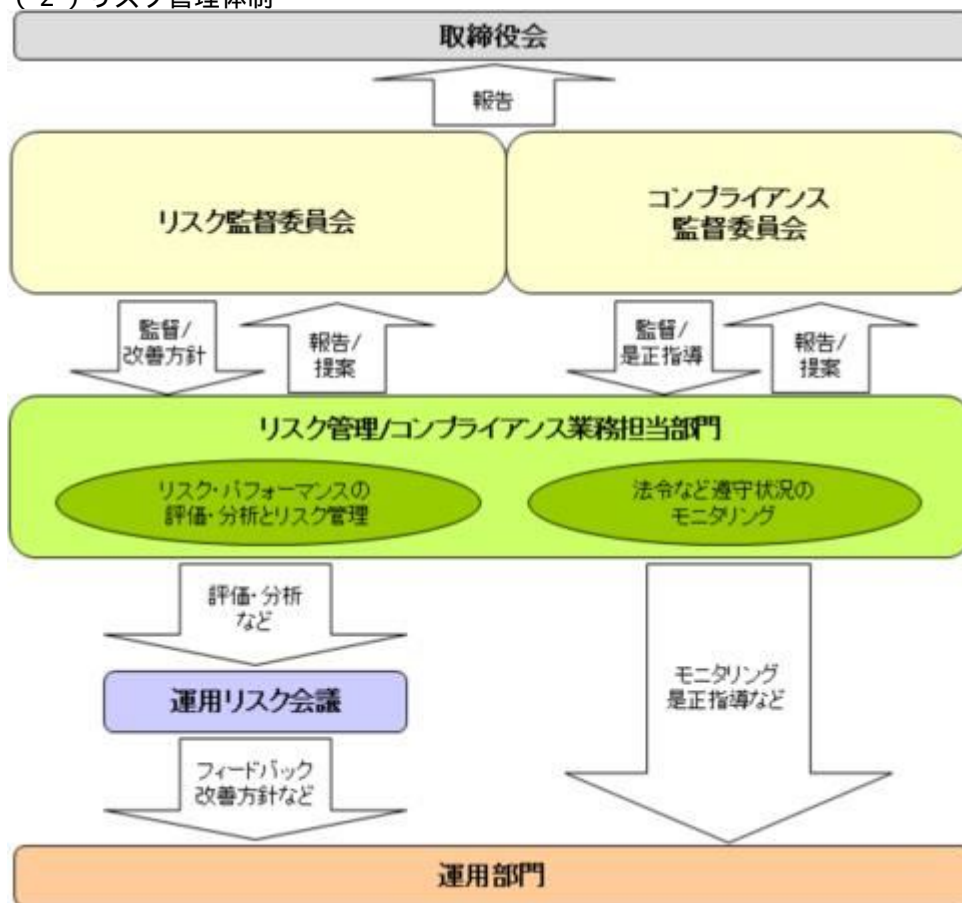 （２）リスク管理体制
取締役会
報告
リスク監督委員会
コンプライアンス
監督委員会
監督/
改善方針
報告/
提案
監督/
是正指導
報告/
提案
リスク管理/コンプライアンス業務担当部門
リスク・パフォーマンスの
評価・分析とリスク管理
法令など遵守状況の
モニタリング
評価・分析
など
運用リスク会議
モニタリング
是正指導など
フィードバック
改善方針など
運用部門